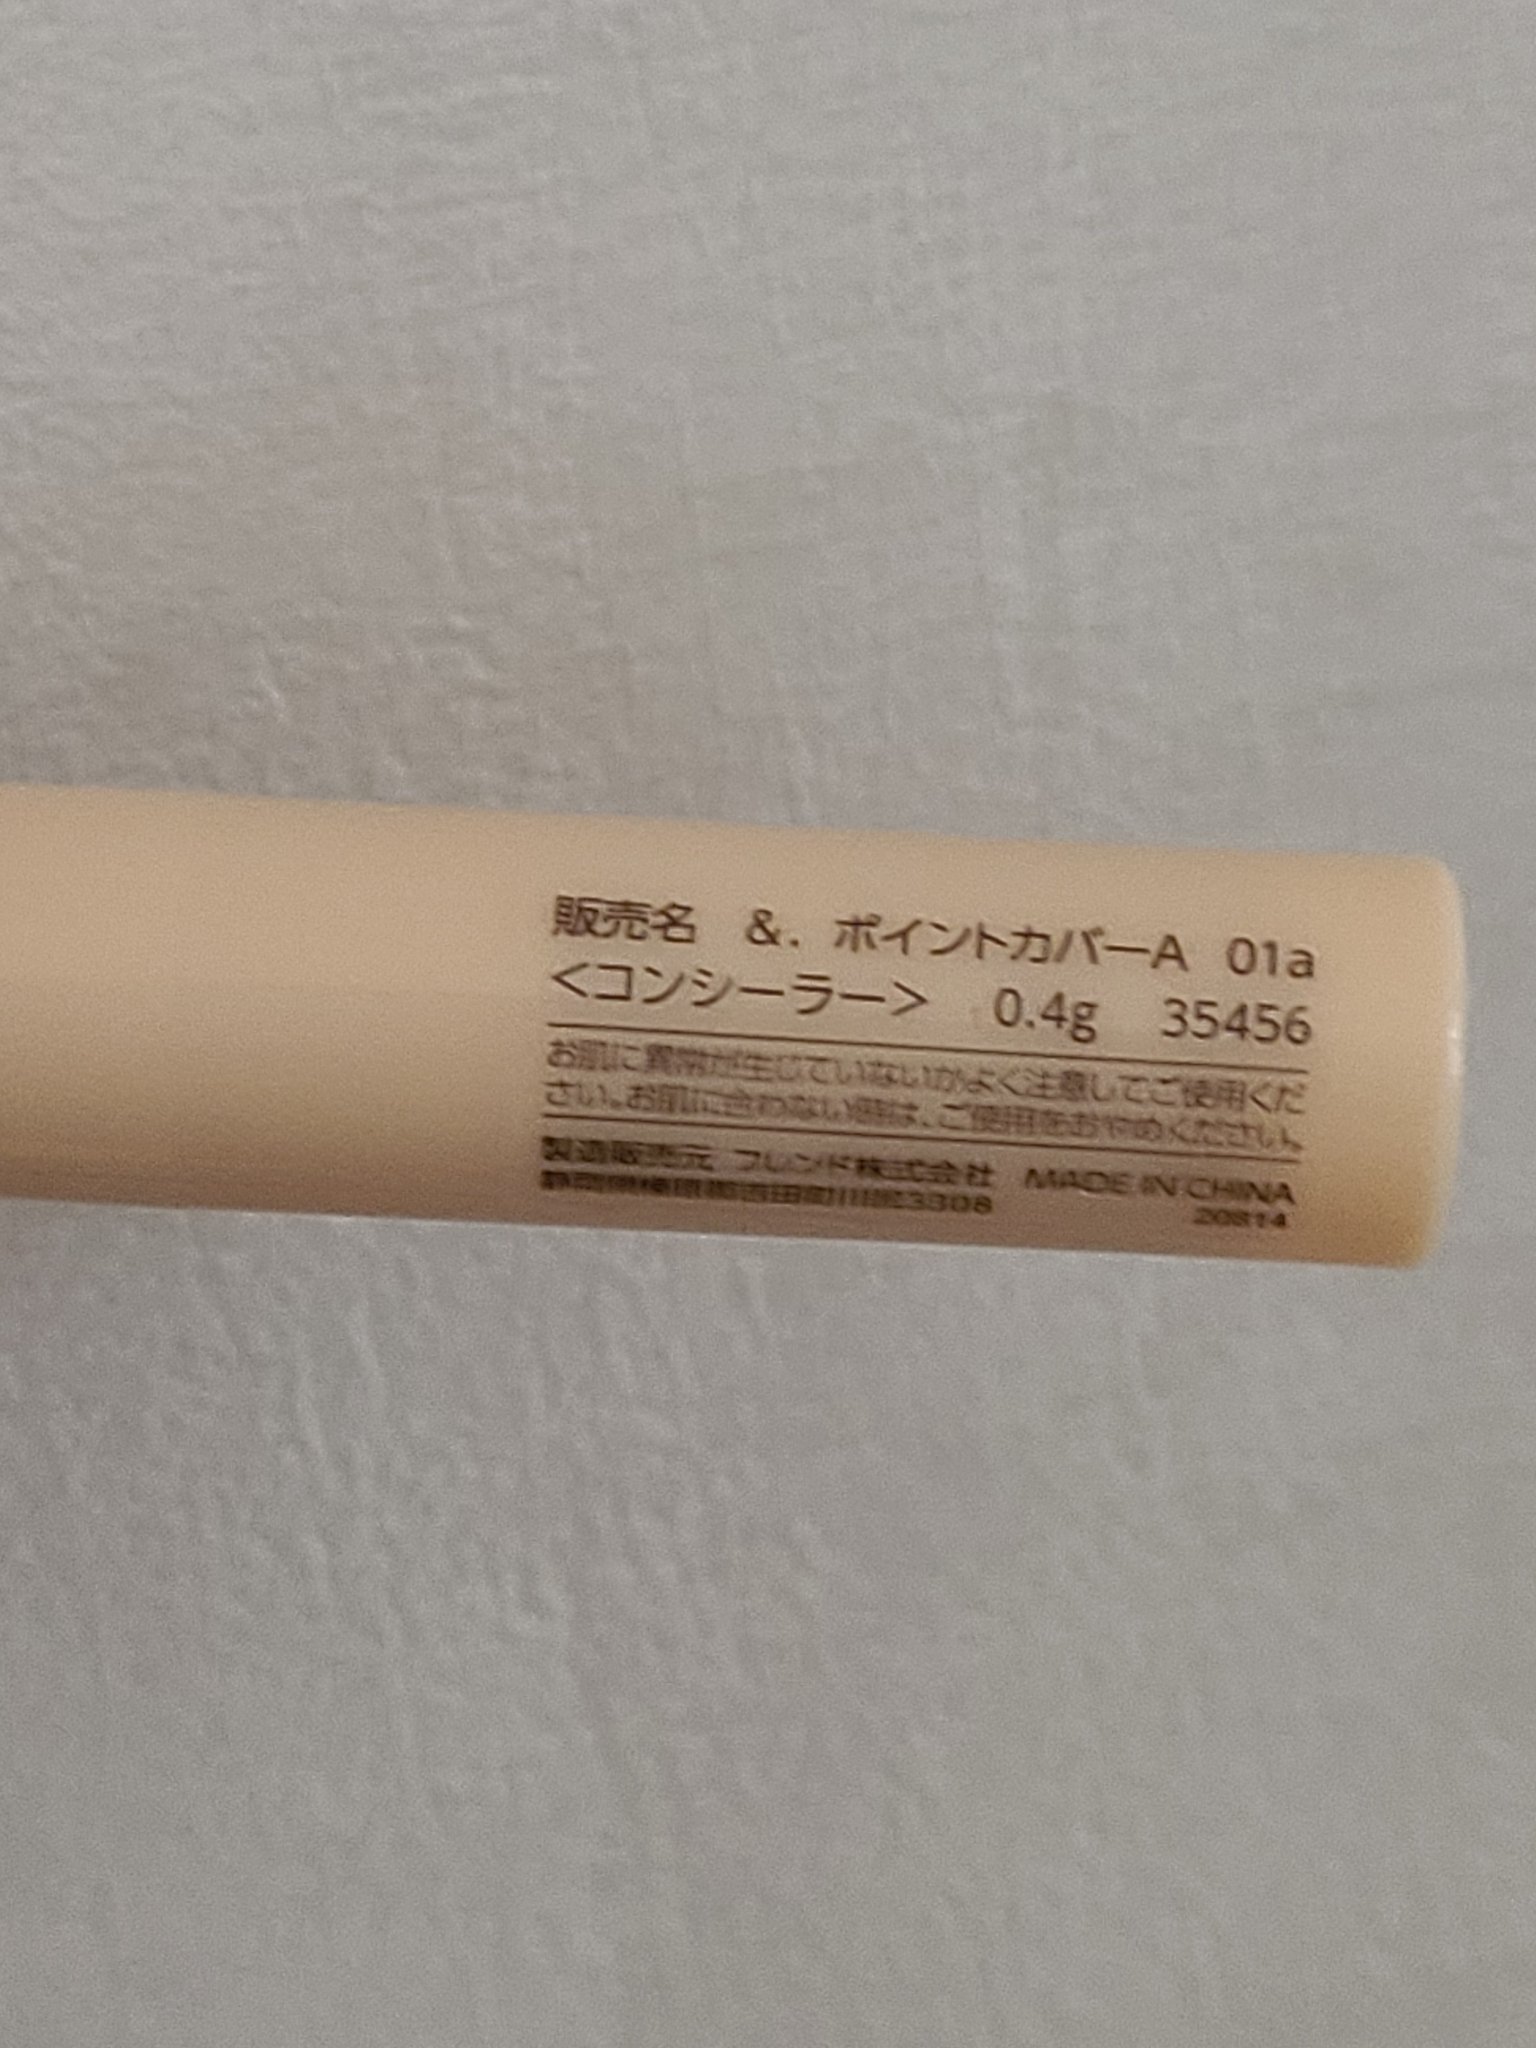 販売名 &. ポイントカバーA 01a
<コンシーラー> 0.4g 35456
お肌に異常が生じていないかよく注意してご使用くだ
さい。お肌に合わない時は、ご使用をおやめください。
製造販売元 フレンド株式会社 MADE IN CHINA
3308